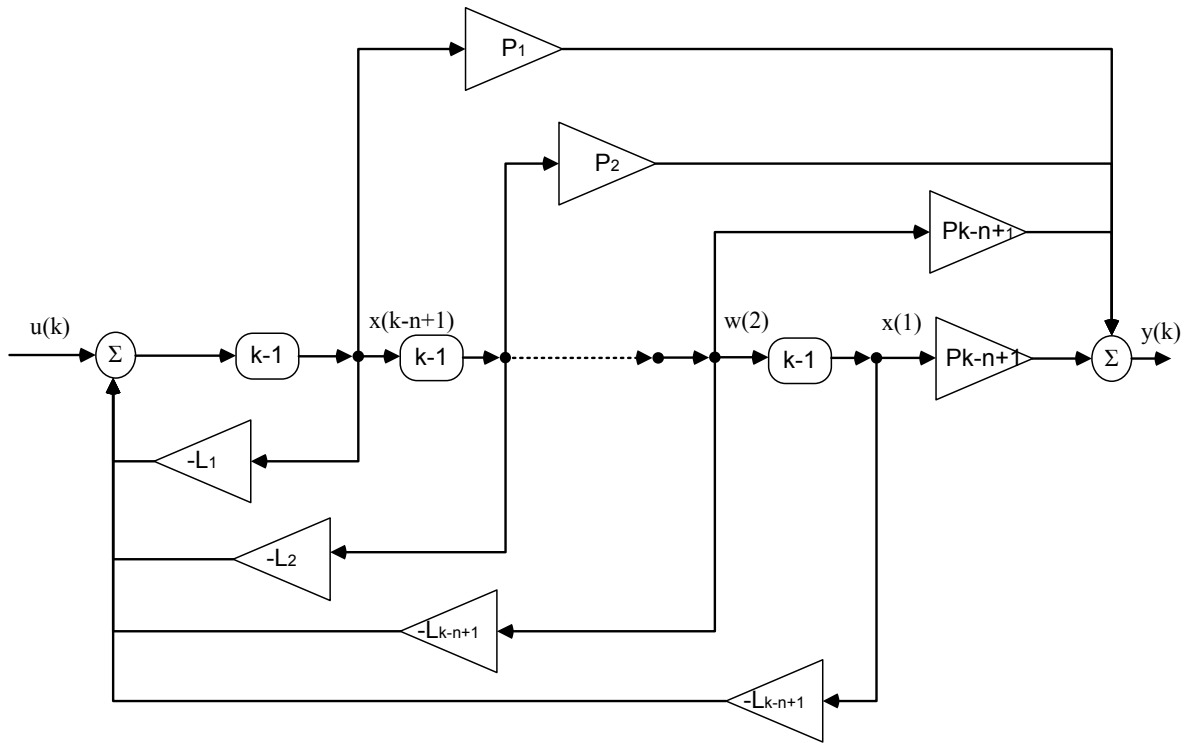 P1
P2
Pk-n+1
u(k)
Σ
k-1
x(k-n+1)
k-1
w(2)
k-1
x(1)
Pk-n+1
Σ
y(k)
-L1
-L2
-Lk-n+1
-Lk-n+1